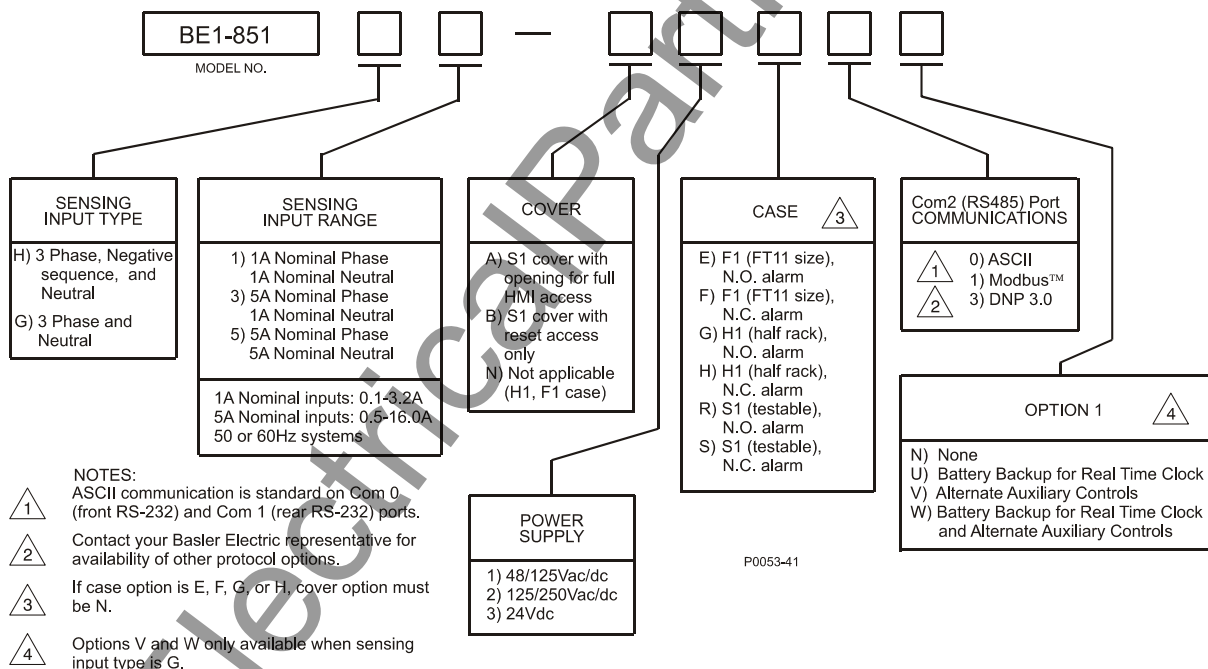 BE1-851
MODEL NO.
SENSING
INPUT TYPE
H) 3 Phase, Negative
sequence, and
Neutral
G) 3 Phase and
Neutral
SENSING
INPUT RANGE
1) 1A Nominal Phase
1A Nominal Neutral
3) 5A Nominal Phase
1A Nominal Neutral
5) 5A Nominal Phase
5A Nominal Neutral
1A Nominal inputs: 0.1-3.2A
5A Nominal inputs: 0.5-16.0A
50 or 60Hz systems
COVER
A) S1 cover with
opening for full
HMI access
B) S1 cover with
reset access
only
N) Not applicable
(H1, F1 case)
POWER
SUPPLY
1) 48/125Vac/dc
2) 125/250Vac/dc
3) 24Vdc
CASE 3
E) F1 (FT11 size),
N.O. alarm
F) F1 (FT11 size),
N.C. alarm
G) H1 (half rack),
N.O. alarm
H) H1 (half rack),
N.C. alarm
R) S1 (testable),
N.O. alarm
S) S1 (testable),
N.C. alarm
Com2 (RS485) Port
COMMUNICATIONS
1
2
0) ASCII
1) Modbus™
3) DNP 3.0
OPTION 1 4
N) None
U) Battery Backup for Real Time Clock
V) Alternate Auxiliary Controls
W) Battery Backup for Real Time Clock
and Alternate Auxiliary Controls
P0053-41
NOTES:
1 ASCII communication is standard on Com 0
(front RS-232) and Com 1 (rear RS-232) ports.
2 Contact your Basler Electric representative for
availability of other protocol options.
3 If case option is E, F, G, or H, cover option must
be N.
4 Options V and W only available when sensing
input type is G.
ElectricalPart